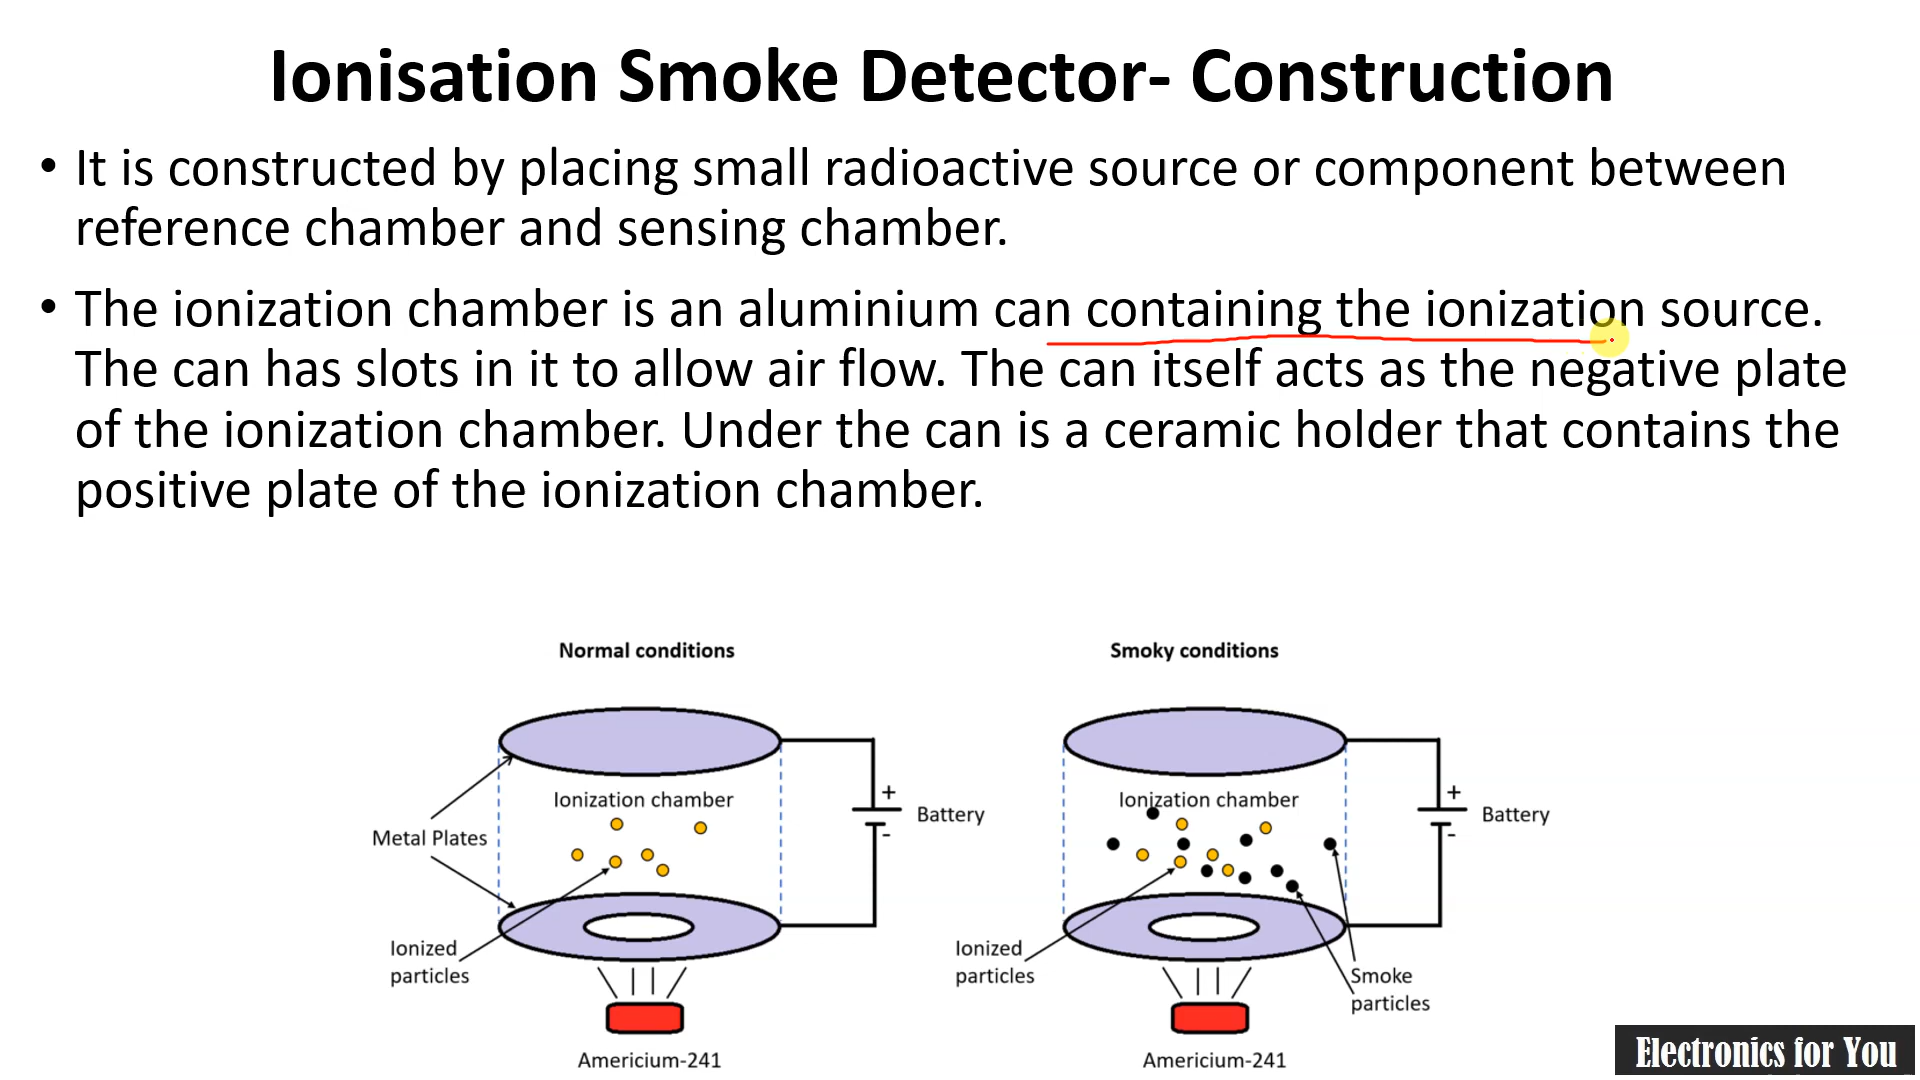 Ionisation Smoke Detector- Construction
• It is constructed by placing small radioactive source or component between
reference chamber and sensing chamber.
• The ionization chamber is an aluminium can containing the ionization source.
The can has slots in it to allow air flow. The can itself acts as the negative plate
of the ionization chamber. Under the can is a ceramic holder that contains the
positive plate of the ionization chamber.
Normal conditions
Ionization chamber
+
Battery
-
Metal Plates
Ionized
particles
Americium-241
Smoky conditions
Ionization chamber
+
Battery
-
Ionized
particles
Smoke
particles
Americium-241
Electronics for You